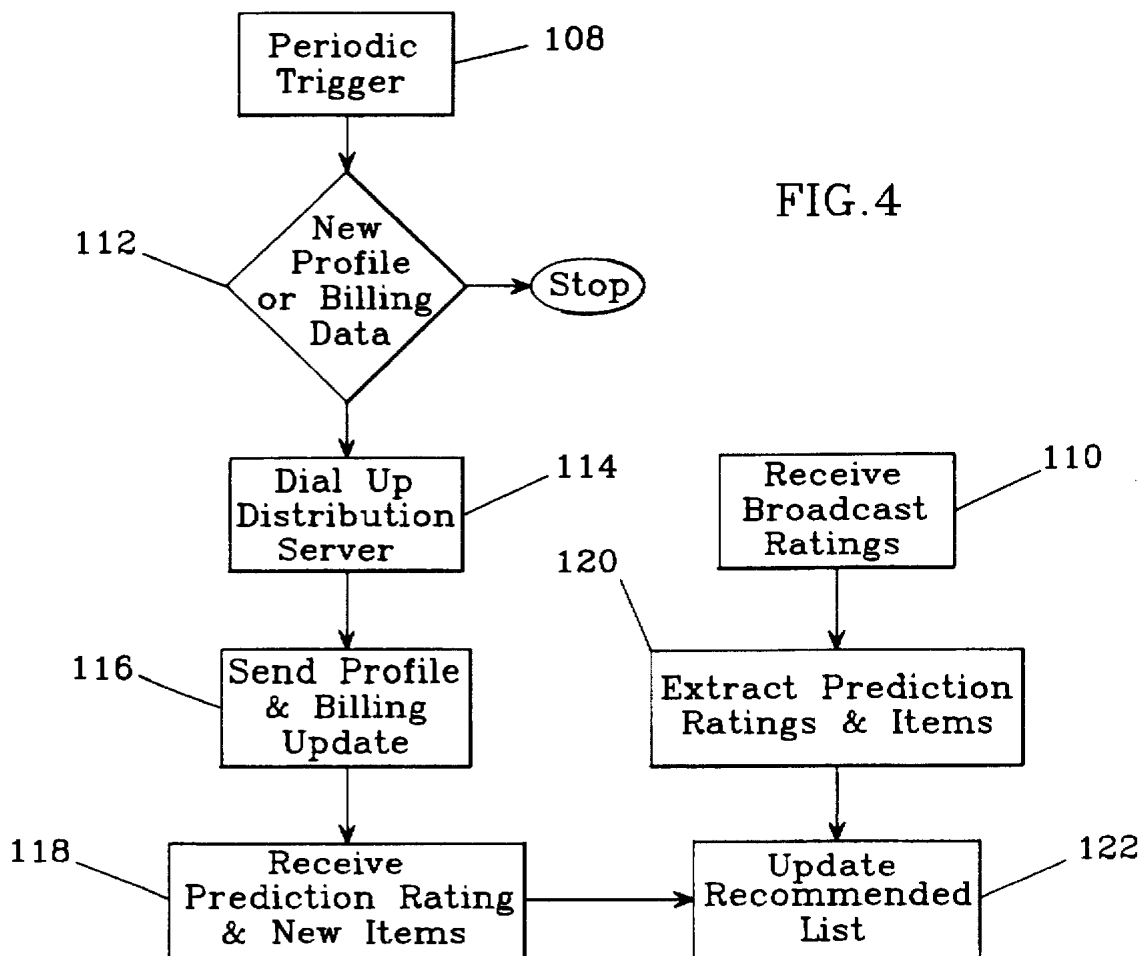 Periodic
Trigger
108
FIG.4
112
New
Profile
or Billing
Data
Stop
Dial Up
Distribution
Server
114
Receive
Broadcast
Ratings
110
116
Send Profile
& Billing
Update
120
Extract Prediction
Ratings & Items
118
Receive
Prediction Rating
& New Items
Update
Recommended
List
122